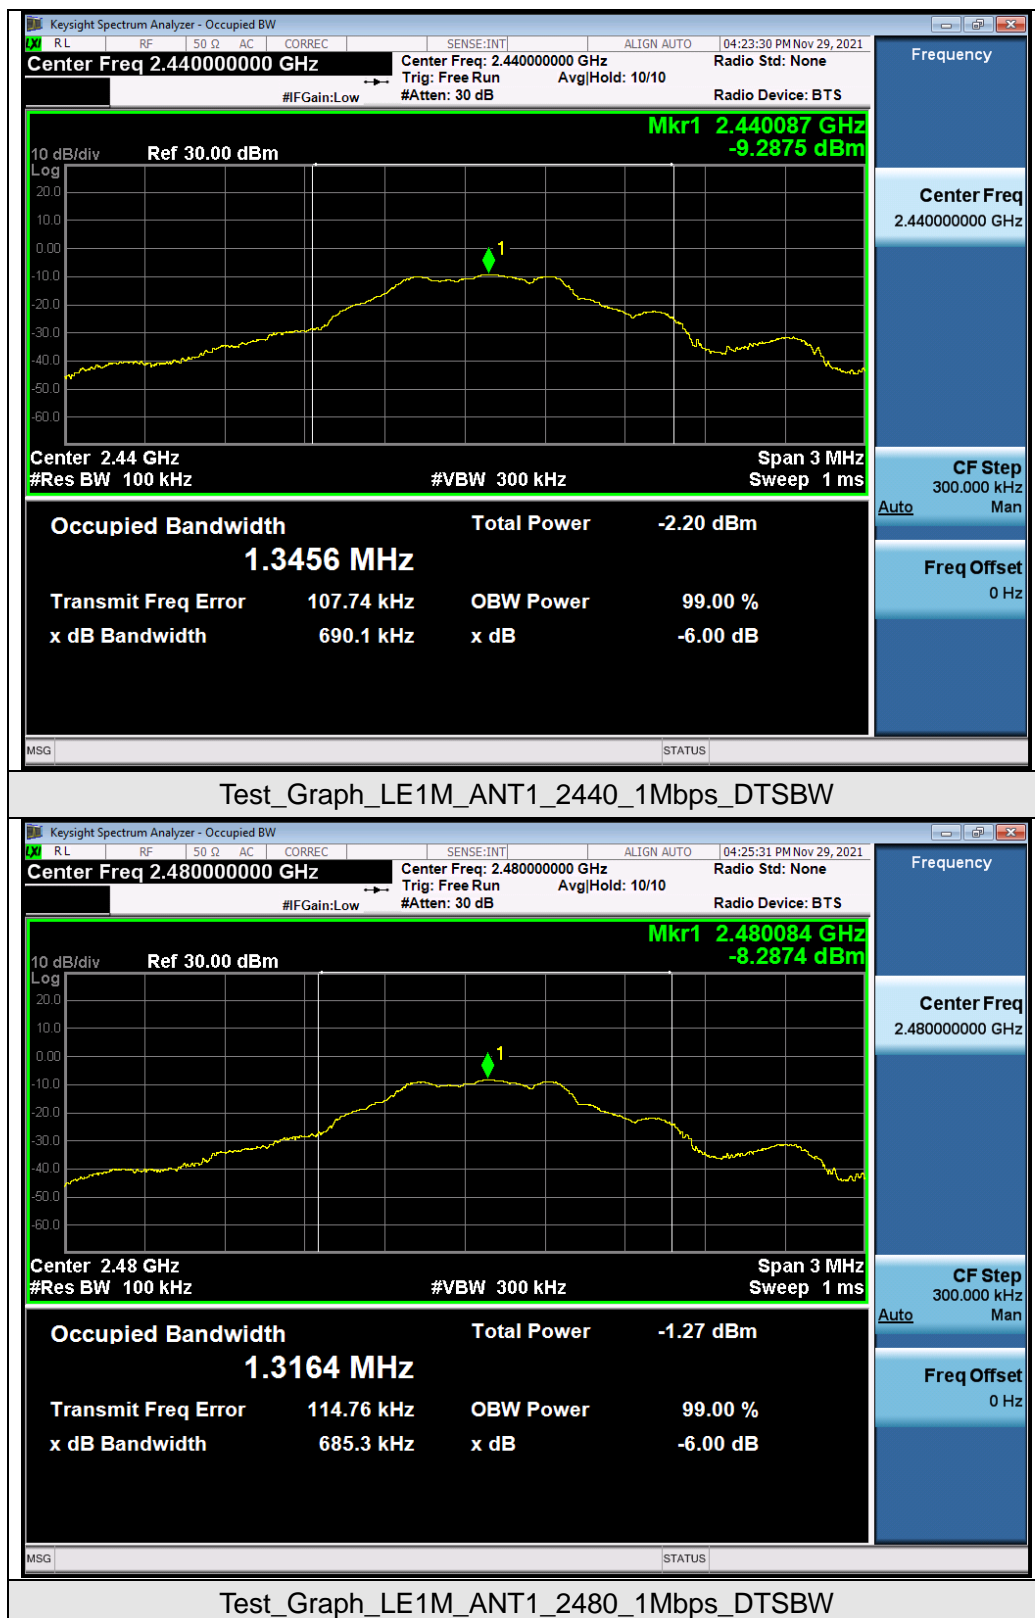 Keysight Spectrum Analyzer - Occupied BW
LXI RL RF 50 Ω AC CORREC SENSE:INT ALIGN AUTO 04:23:30 PM Nov 29, 2021
Center Freq 2.440000000 GHz
Center Freq: 2.440000000 GHz
Radio Std: None
Trig: Free Run Avg|Hold: 10/10
#IFGain:Low
#Atten: 30 dB
Radio Device: BTS
Mkr1 2.440087 GHz
-9.2875 dBm
10 dB/div Ref 30.00 dBm
Log
20.0
10.0
0.00
-10.0
-20.0
-30.0
-40.0
-50.0
-60.0
1
Center 2.44 GHz Span 3 MHz
#Res BW 100 kHz #VBW 300 kHz Sweep 1 ms
Occupied Bandwidth Total Power -2.20 dBm
1.3456 MHz
Transmit Freq Error 107.74 kHz OBW Power 99.00 %
x dB Bandwidth 690.1 kHz x dB -6.00 dB
MSG STATUS
Frequency
Center Freq
2.440000000 GHz
CF Step
300.000 kHz
Auto Man
Freq Offset
0 Hz
Test_Graph_LE1M_ANT1_2440_1Mbps_DTSBW
Keysight Spectrum Analyzer - Occupied BW
LXI RL RF 50 Ω AC CORREC SENSE:INT ALIGN AUTO 04:25:31 PM Nov 29, 2021
Center Freq 2.480000000 GHz
Center Freq: 2.480000000 GHz
Radio Std: None
Trig: Free Run Avg|Hold: 10/10
#IFGain:Low
#Atten: 30 dB
Radio Device: BTS
Mkr1 2.480084 GHz
-8.2874 dBm
10 dB/div Ref 30.00 dBm
Log
20.0
10.0
0.00
-10.0
-20.0
-30.0
-40.0
-50.0
-60.0
1
Center 2.48 GHz Span 3 MHz
#Res BW 100 kHz #VBW 300 kHz Sweep 1 ms
Occupied Bandwidth Total Power -1.27 dBm
1.3164 MHz
Transmit Freq Error 114.76 kHz OBW Power 99.00 %
x dB Bandwidth 685.3 kHz x dB -6.00 dB
MSG STATUS
Frequency
Center Freq
2.480000000 GHz
CF Step
300.000 kHz
Auto Man
Freq Offset
0 Hz
Test_Graph_LE1M_ANT1_2480_1Mbps_DTSBW